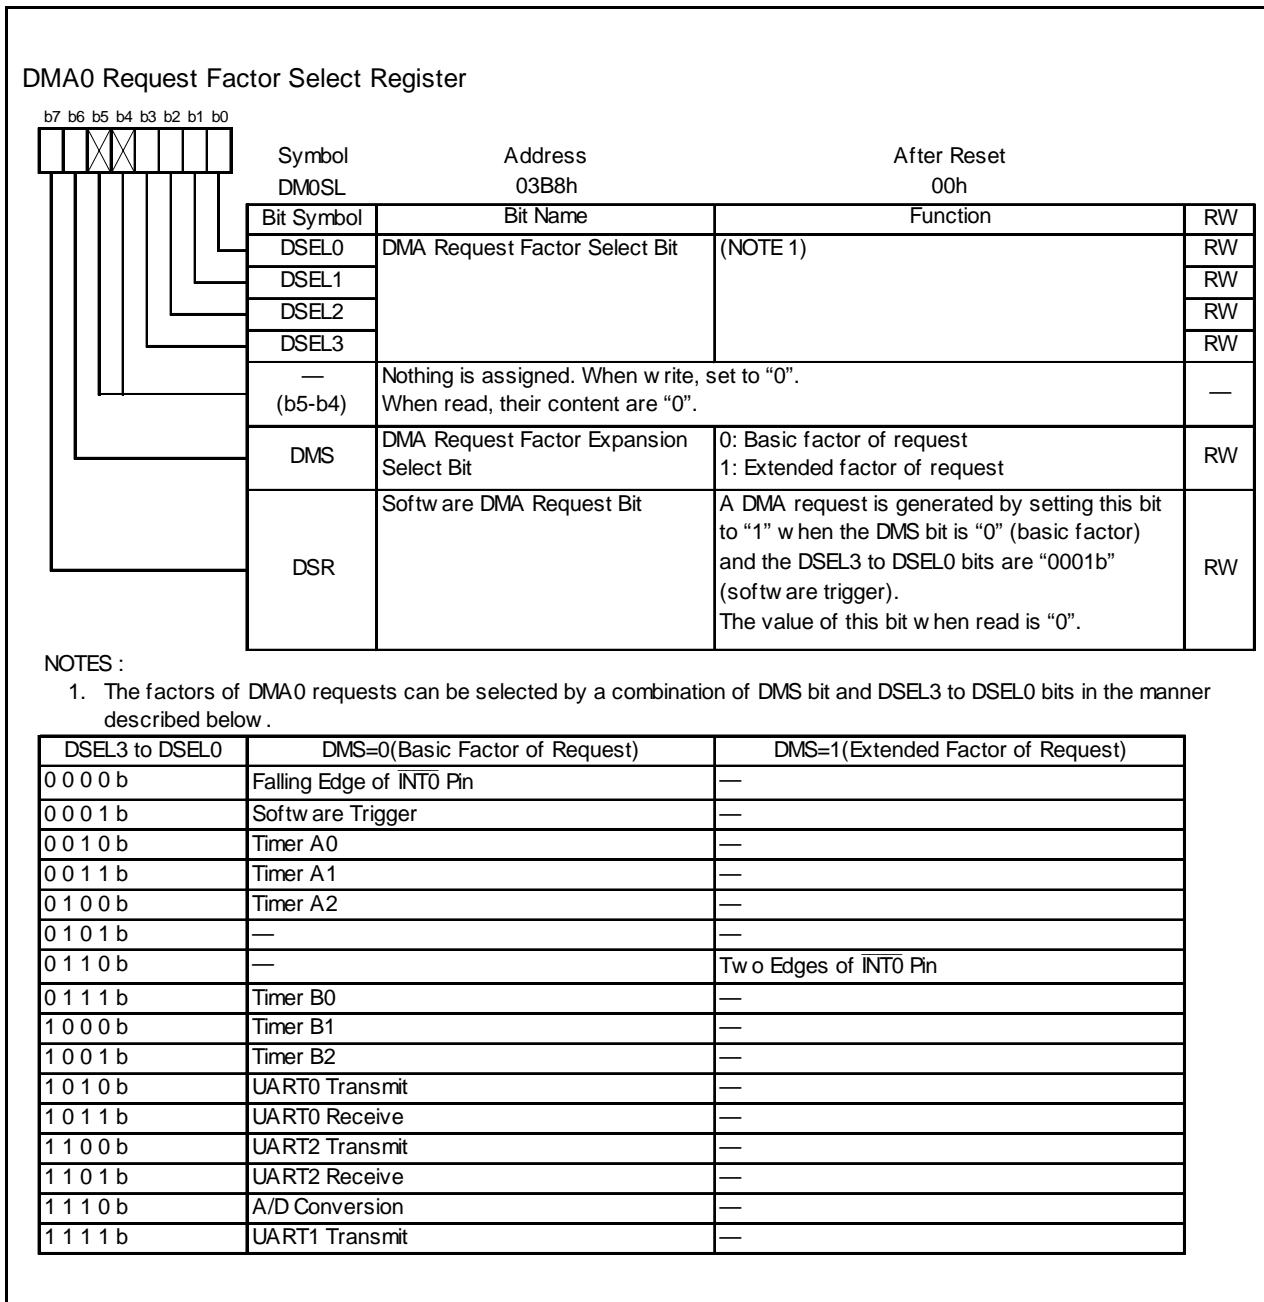 DMA0 Request Factor Select Register
b7 b6 b5 b4 b3 b2 b1 b0
Symbol Address After Reset
DM0SL 03B8h 00h
Bit Symbol Bit Name Function RW
DSEL0 DMA Request Factor Select Bit (NOTE 1) RW
DSEL1 RW
DSEL2 RW
DSEL3 RW
— Nothing is assigned. When write, set to “0”.
(b5-b4) When read, their content are “0”. —
DMS DMA Request Factor Expansion Select Bit 0: Basic factor of request RW
1: Extended factor of request
DSR Software DMA Request Bit A DMA request is generated by setting this bit RW
to “1” when the DMS bit is “0” (basic factor)
and the DSEL3 to DSEL0 bits are “0001b”
(software trigger).
The value of this bit when read is “0”.
NOTES :
1. The factors of DMA0 requests can be selected by a combination of DMS bit and DSEL3 to DSEL0 bits in the manner
described below .
DSEL3 to DSEL0 DMS=0(Basic Factor of Request) DMS=1(Extended Factor of Request)
0 0 0 0 b Falling Edge of I̅N̅T̅0̅ Pin —
0 0 0 1 b Software Trigger —
0 0 1 0 b Timer A0 —
0 0 1 1 b Timer A1 —
0 1 0 0 b Timer A2 —
0 1 0 1 b — —
0 1 1 0 b — Two Edges of I̅N̅T̅0̅ Pin
0 1 1 1 b Timer B0 —
1 0 0 0 b Timer B1 —
1 0 0 1 b Timer B2 —
1 0 1 0 b UART0 Transmit —
1 0 1 1 b UART0 Receive —
1 1 0 0 b UART2 Transmit —
1 1 0 1 b UART2 Receive —
1 1 1 0 b A/D Conversion —
1 1 1 1 b UART1 Transmit —